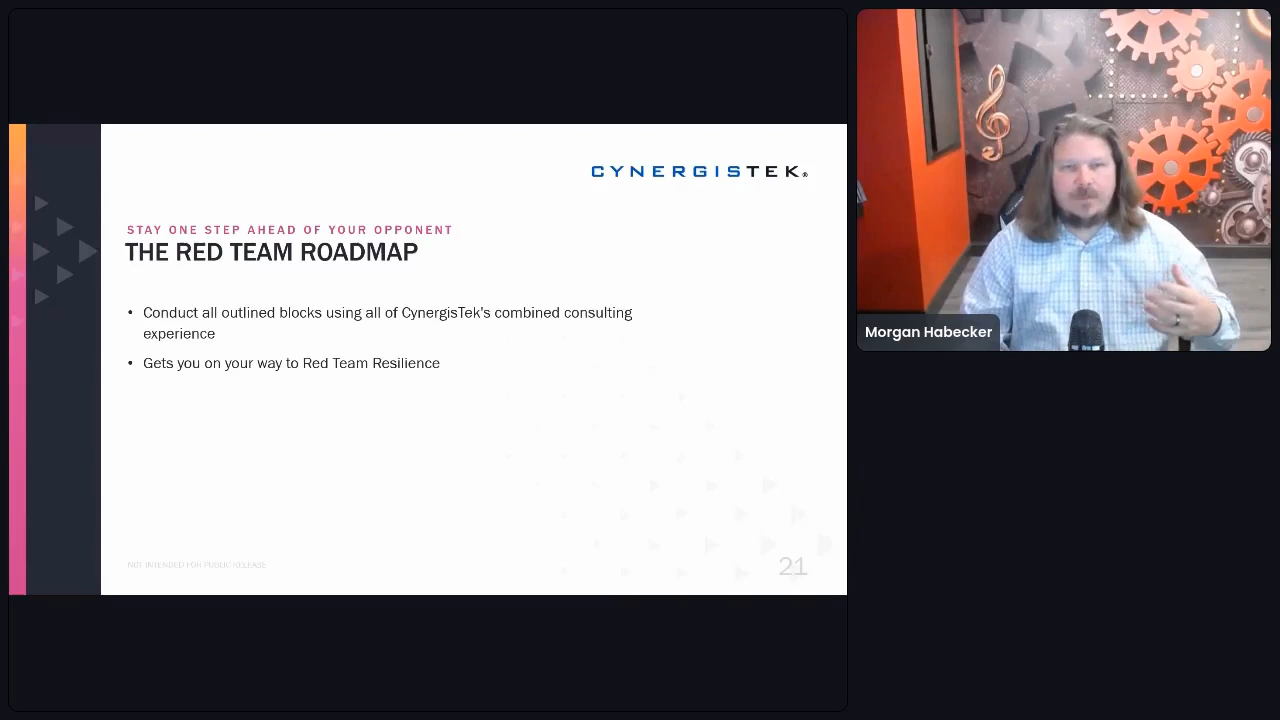 CYNERGISTEK®
STAY ONE STEP AHEAD OF YOUR OPPONENT
THE RED TEAM ROADMAP
• Conduct all outlined blocks using all of CynergisTek's combined consulting
experience
• Gets you on your way to Red Team Resilience
NOT INTENDED FOR PUBLIC RELEASE
21
Morgan Habecker